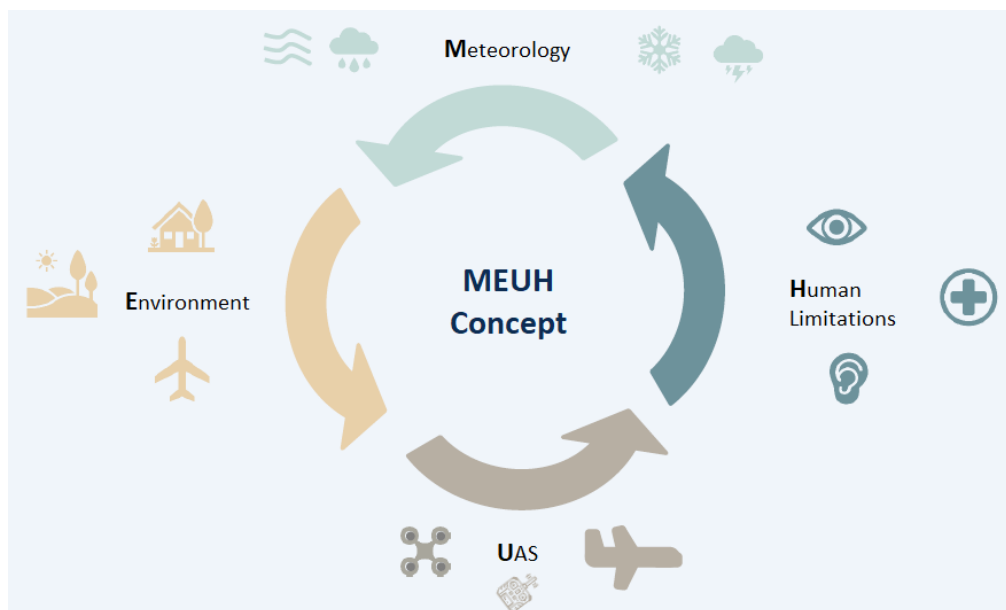 Meteorology
Environment
MEUH
Concept
Human
Limitations
UAS